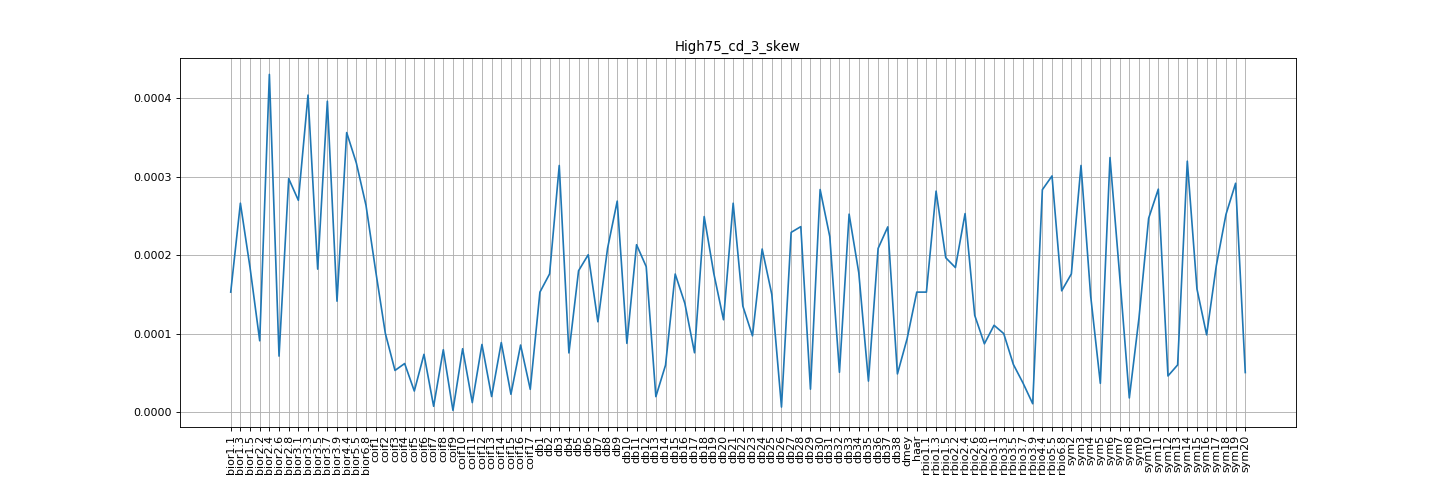 High75_cd_3_skew
0.0004
0.0003
0.0002
0.0001
0.0000
bior1.1
bior1.3
bior1.5
bior2.2
bior2.4
bior2.6
bior2.8
bior3.1
bior3.3
bior3.5
bior3.7
bior3.9
bior4.4
bior5.5
bior6.8
coif1
coif2
coif3
coif4
coif5
coif6
coif7
coif8
coif9
coif10
coif11
coif12
coif13
coif14
coif15
coif16
coif17
db1
db2
db3
db4
db5
db6
db7
db8
db9
db10
db11
db12
db13
db14
db15
db16
db17
db18
db19
db20
db21
db22
db23
db24
db25
db26
db27
db28
db29
db30
db31
db32
db33
db34
db35
db36
db37
db38
dmey
haar
rbio1.1
rbio1.3
rbio1.5
rbio2.2
rbio2.4
rbio2.6
rbio2.8
rbio3.1
rbio3.3
rbio3.5
rbio3.7
rbio3.9
rbio4.4
rbio5.5
rbio6.8
sym2
sym3
sym4
sym5
sym6
sym7
sym8
sym9
sym10
sym11
sym12
sym13
sym14
sym15
sym16
sym17
sym18
sym19
sym20